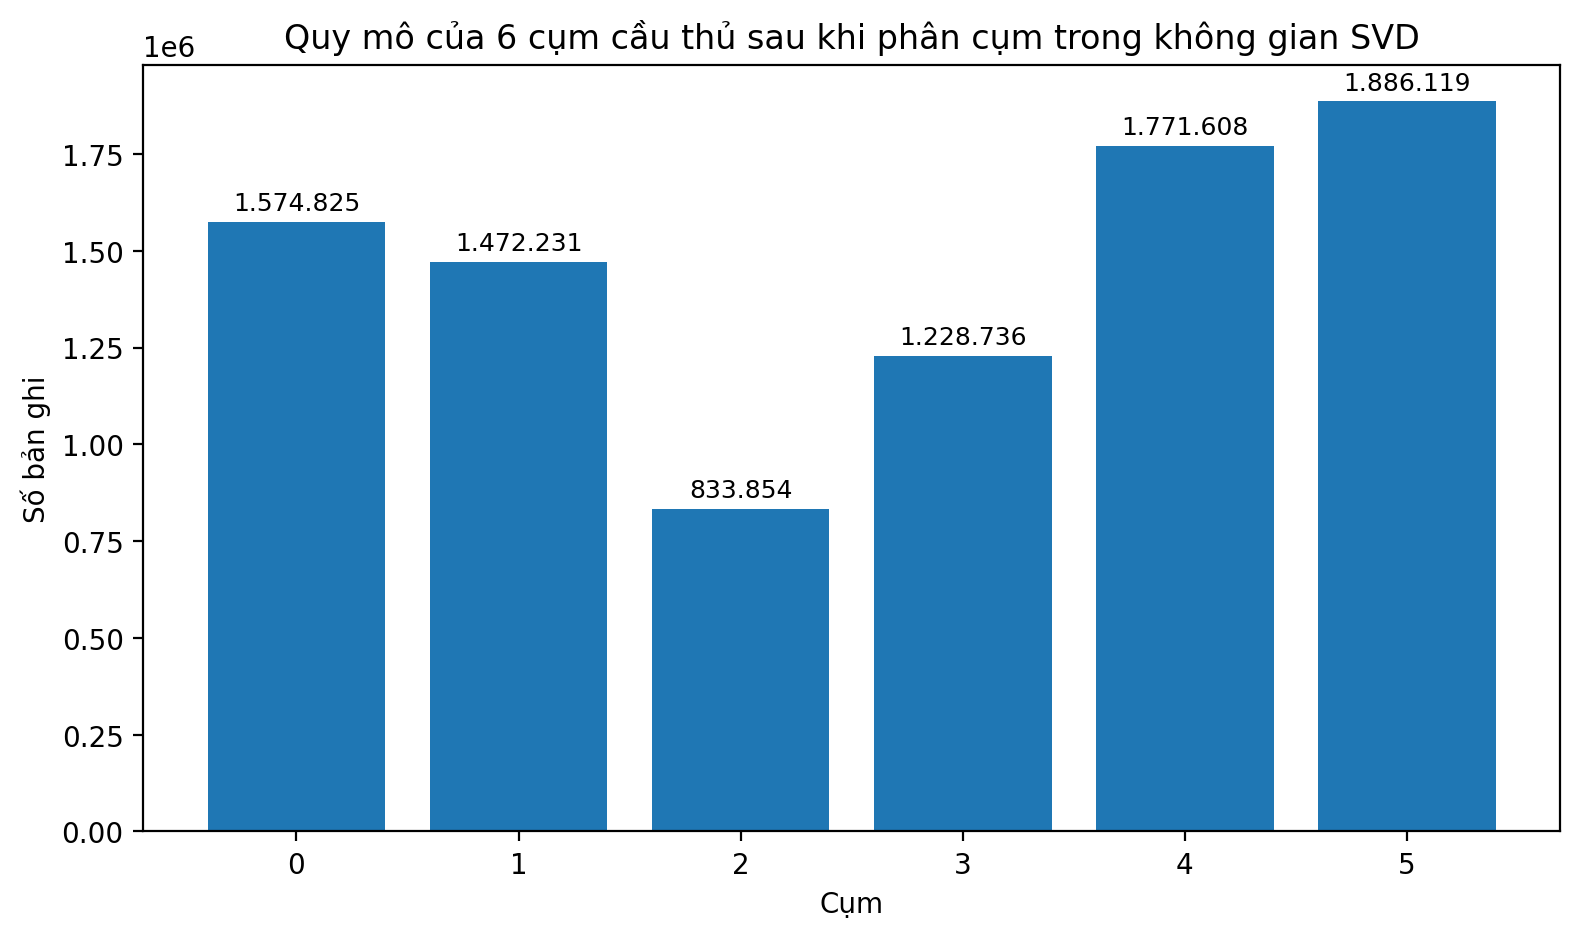 Quy mô của 6 cụm cầu thủ sau khi phân cụm trong không gian SVD
1e6
1.886.119
1.771.608
1.574.825
1.472.231
1.228.736
833.854
1.75
1.50
1.25
1.00
0.75
0.50
0.25
0.00
Số bản ghi
0 1 2 3 4 5
Cụm